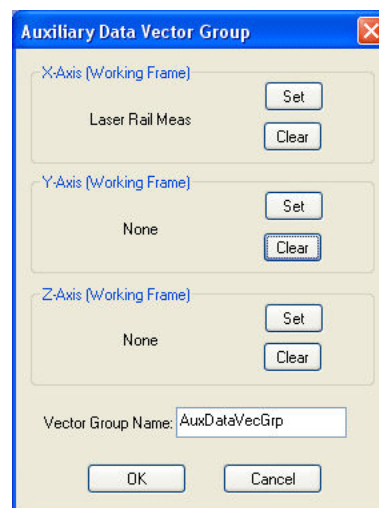 Auxiliary Data Vector Group
X-Axis (Working Frame)
Laser Rail Meas
Set
Clear
Y-Axis (Working Frame)
None
Set
Clear
Z-Axis (Working Frame)
None
Set
Clear
Vector Group Name: AuxDataVecGrp
OK Cancel